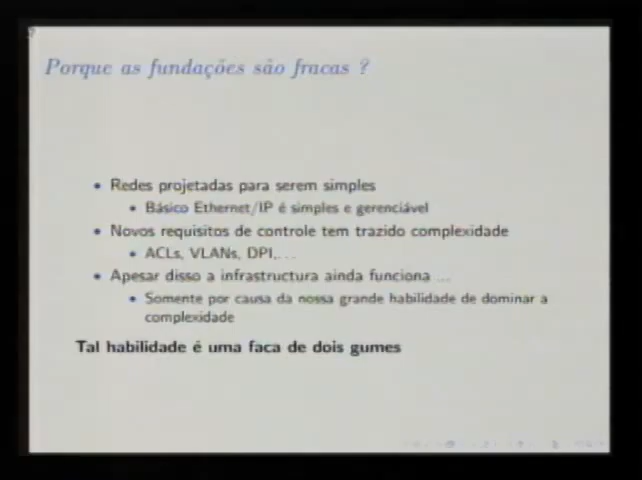 Porque as fundações são fracas ?
• Redes projetadas para serem simples
• Básico Ethernet/IP é simples e gerenciável
• Novos requisitos de controle tem trazido complexidade
• ACLs, VLANs, DPI,...
• Apesar disso a infrastructura ainda funciona ...
• Somente por causa da nossa grande habilidade de dominar a
complexidade
Tal habilidade é uma faca de dois gumes